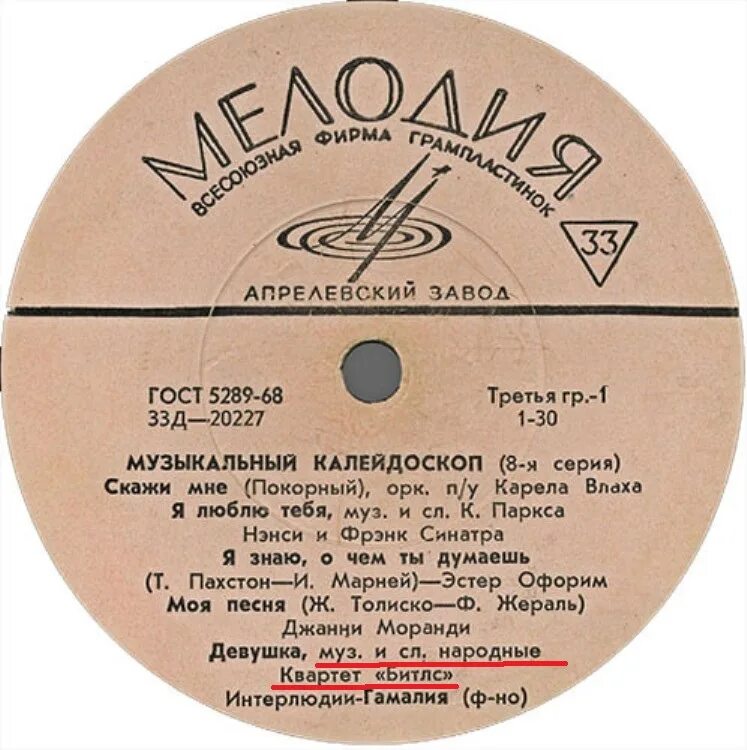 МЕЛОДИЯ
ВСЕСОЮЗНАЯ ФИРМА ГРАМПЛАСТИНОК
33
АПРЕЛЕВСКИЙ ЗАВОД
ГОСТ 5289-68 Третья гр.-1
33Д—20227 1-30
МУЗЫКАЛЬНЫЙ КАЛЕЙДОСКОП (8-я серия)
Скажи мне (Покорный), орк. п/у Карела Влаха
Я люблю тебя, муз. и сл. К. Паркса
Нэнси и Фрэнк Синатра
Я знаю, о чем ты думаешь
(Т. Пахстон—И. Марней)—Эстер Офорим
Моя песня (Ж. Толиско—Ф. Жераль)
Джанни Моранди
Девушка, муз. и сл. народные
Квартет «Битлс»
Интерлюдии-Гамалия (ф-но)